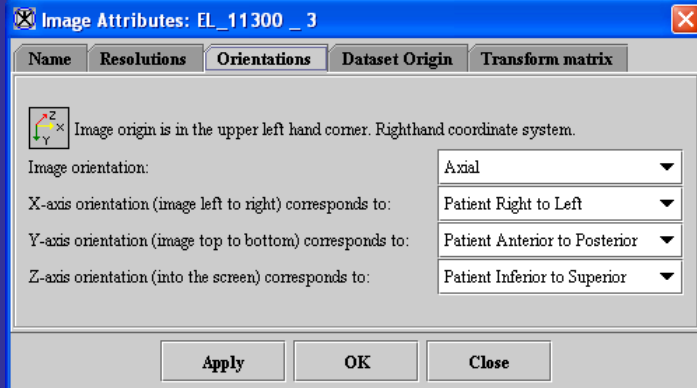 Image Attributes: EL_11300 _ 3
Name Resolutions Orientations Dataset Origin Transform matrix
Z
X
Y
Image origin is in the upper left hand corner. Righthand coordinate system.
Image orientation: Axial
X-axis orientation (image left to right) corresponds to: Patient Right to Left
Y-axis orientation (image top to bottom) corresponds to: Patient Anterior to Posterior
Z-axis orientation (into the screen) corresponds to: Patient Inferior to Superior
Apply OK Close